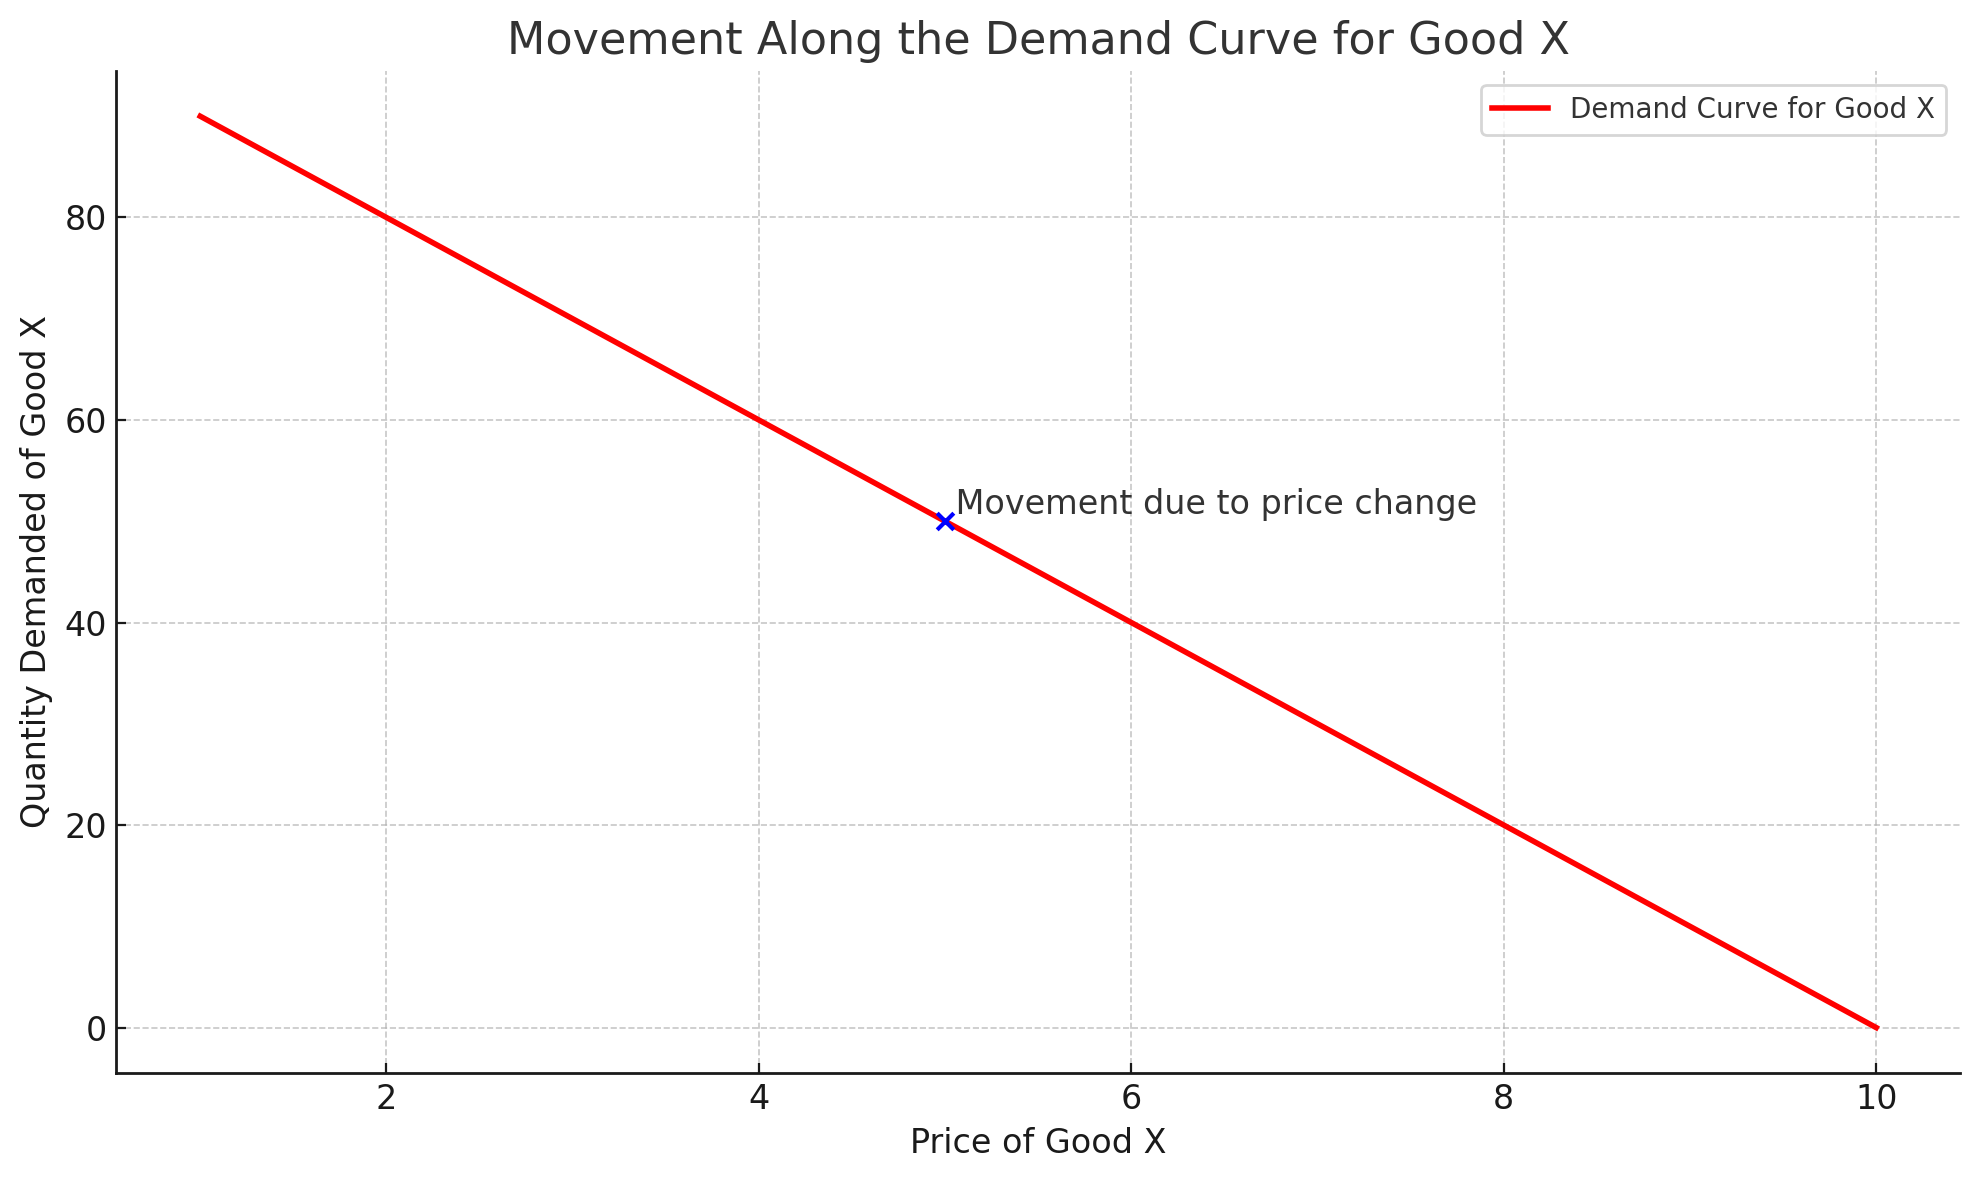 Movement Along the Demand Curve for Good X
Demand Curve for Good X
Quantity Demanded of Good X
80
60
40
20
0
Movement due to price change
2
4
6
8
10
Price of Good X